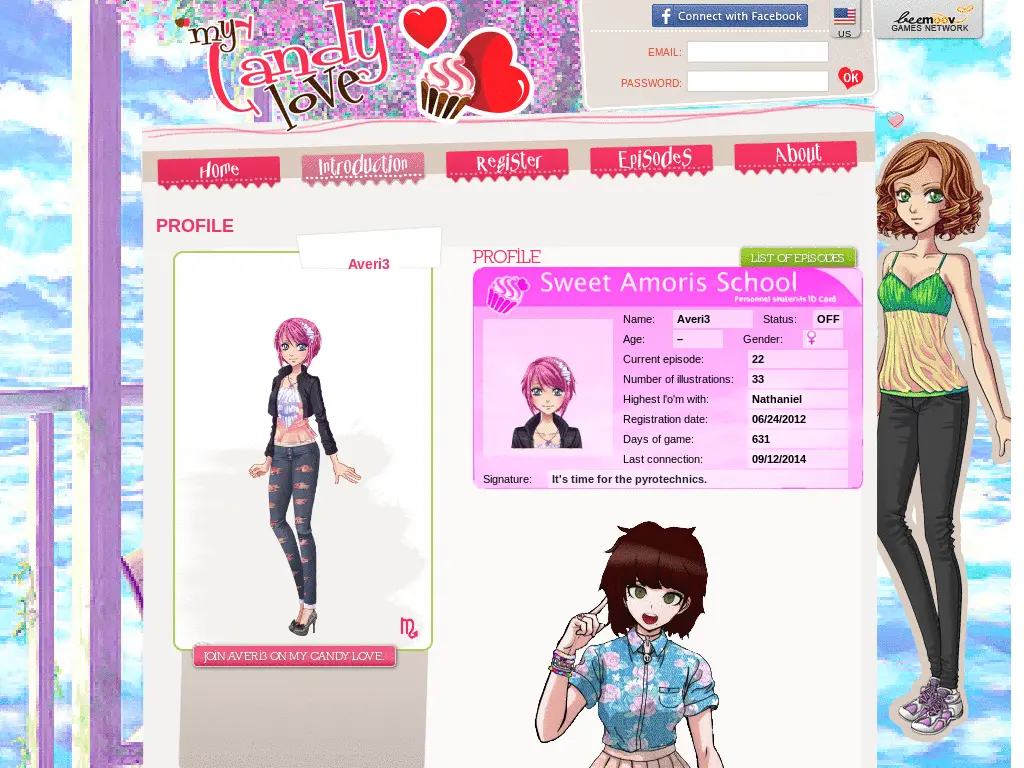 my Candy love
Connect with Facebook
US
beemoov
GAMES NETWORK
EMAIL:
PASSWORD:
OK
Home
Introduction
Register
Episodes
About
PROFILE
Averi3
JOIN AVERI3 ON MY CANDY LOVE.
PROFILE
LIST OF EPISODES
Sweet Amoris School
Personnal students ID Card
Name: Averi3 Status: OFF
Age: – Gender:
Current episode: 22
Number of illustrations: 33
Highest l'o'm with: Nathaniel
Registration date: 06/24/2012
Days of game: 631
Last connection: 09/12/2014
Signature: It's time for the pyrotechnics.